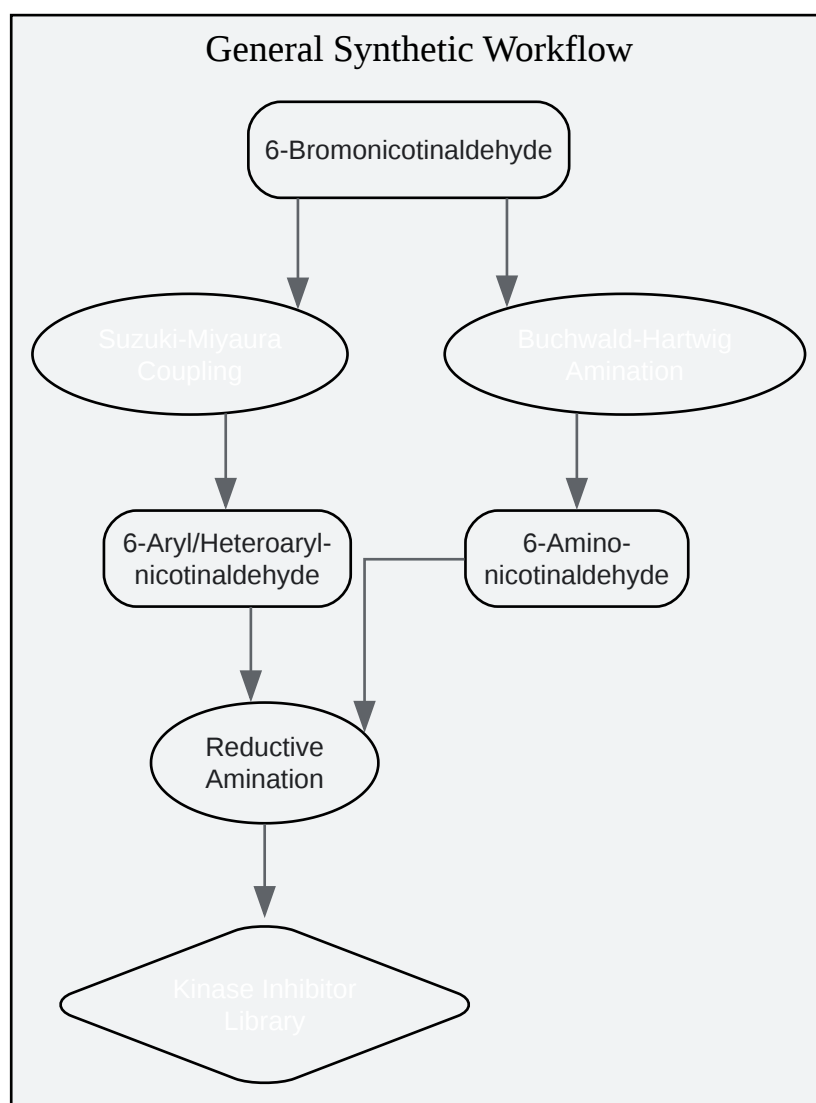 General Synthetic Workflow
6-Bromonicotinaldehyde
Suzuki-Miyaura
Coupling
Buchwald-Hartwig
Amination
6-Aryl/Heteroaryl-
nicotinaldehyde
6-Amino-
nicotinaldehyde
Reductive
Amination
Kinase Inhibitor
Library